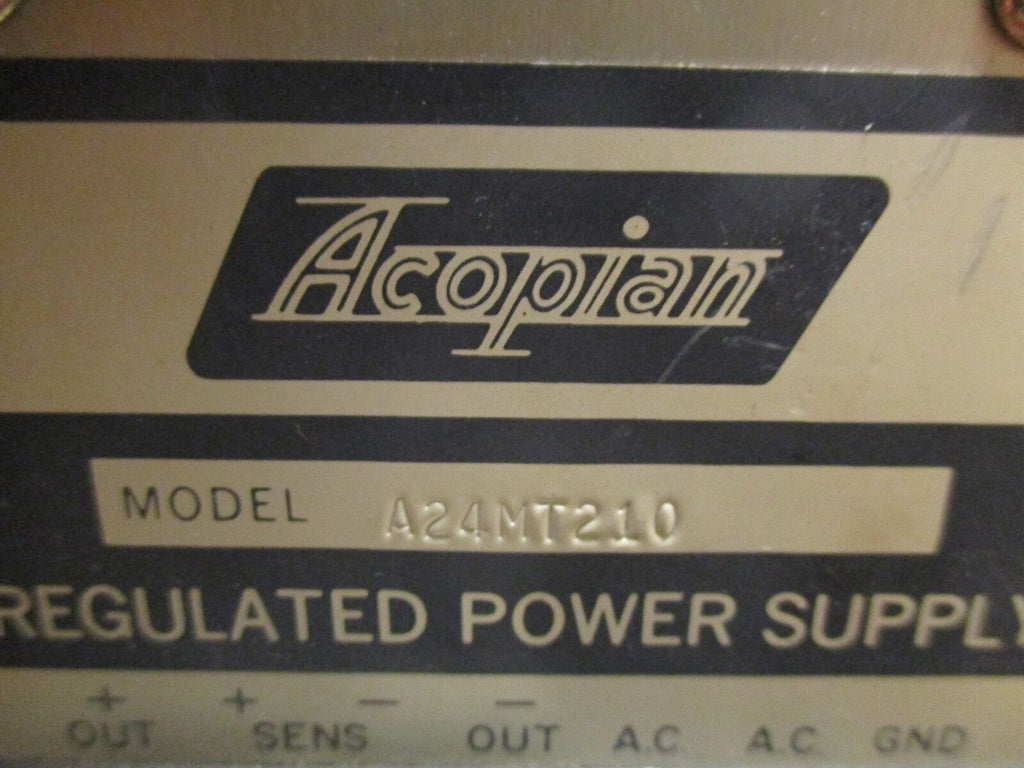 Acopian
MODEL A24MT210
REGULATED POWER SUPPLY
+ + − −
OUT SENS OUT A.C. A.C. GND